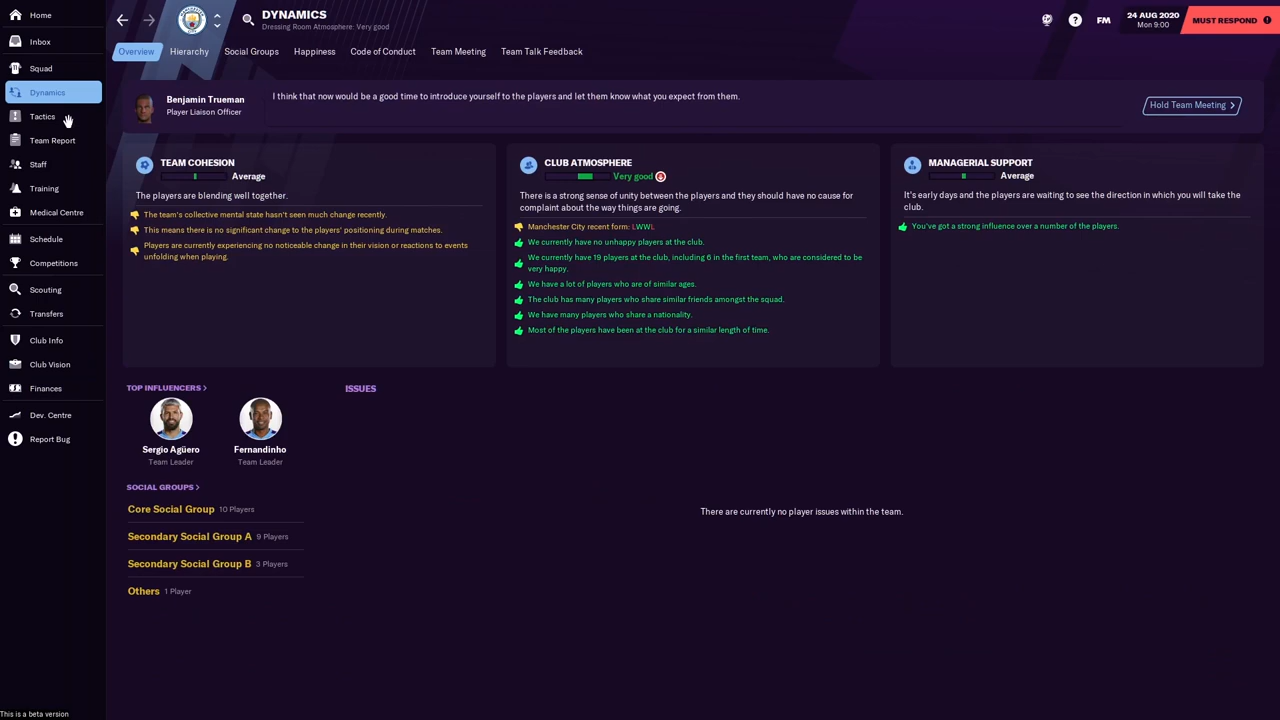 Home
Inbox
Squad
Dynamics
Tactics
Team Report
Staff
Training
Medical Centre
Schedule
Competitions
Scouting
Transfers
Club Info
Club Vision
Finances
Dev. Centre
Report Bug
This is a beta version
DYNAMICS
Dressing Room Atmosphere: Very good
?
FM
24 AUG 2020
Mon 9:00
MUST RESPOND
Overview
Hierarchy
Social Groups
Happiness
Code of Conduct
Team Meeting
Team Talk Feedback
Benjamin Trueman
Player Liaison Officer
I think that now would be a good time to introduce yourself to the players and let them know what you expect from them.
Hold Team Meeting
TEAM COHESION
Average
The players are blending well together.
The team's collective mental state hasn't seen much change recently.
This means there is no significant change to the players' positioning during matches.
Players are currently experiencing no noticeable change in their vision or reactions to events
unfolding when playing.
CLUB ATMOSPHERE
Very good
There is a strong sense of unity between the players and they should have no cause for
complaint about the way things are going.
Manchester City recent form: LWWL
We currently have no unhappy players at the club.
We currently have 19 players at the club, including 6 in the first team, who are considered to be
very happy.
We have a lot of players who are of similar ages.
The club has many players who share similar friends amongst the squad.
We have many players who share a nationality.
Most of the players have been at the club for a similar length of time.
MANAGERIAL SUPPORT
Average
It's early days and the players are waiting to see the direction in which you will take the
club.
You've got a strong influence over a number of the players.
TOP INFLUENCERS
Sergio Agüero
Team Leader
Fernandinho
Team Leader
SOCIAL GROUPS
Core Social Group 10 Players
Secondary Social Group A 9 Players
Secondary Social Group B 3 Players
Others 1 Player
ISSUES
There are currently no player issues within the team.